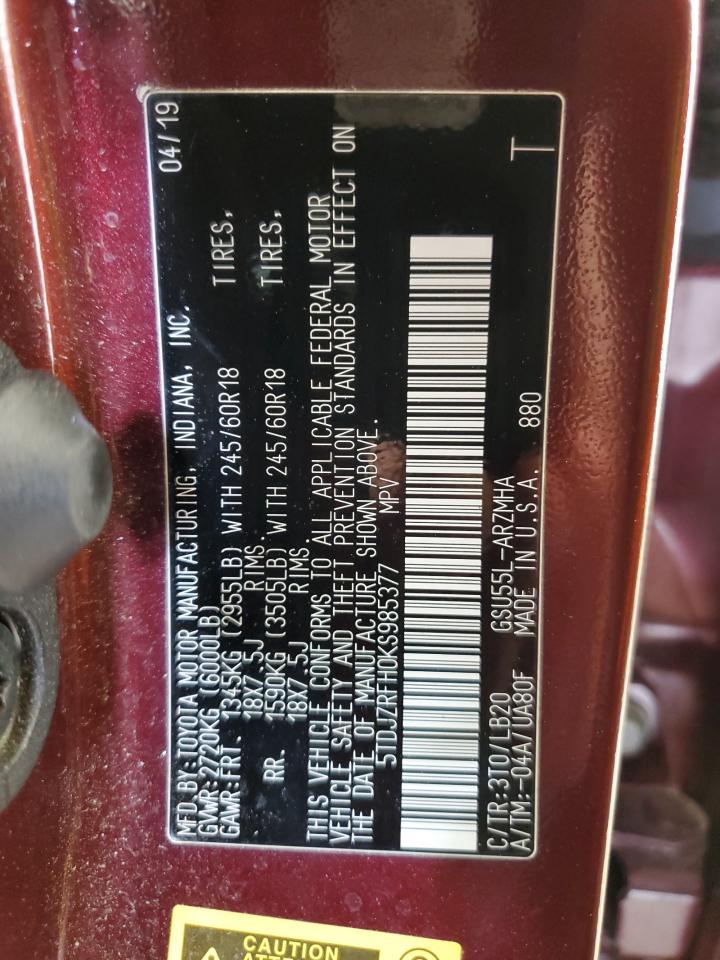 MFD BY:TOYOTA MOTOR MANUFACTURING, INDIANA, INC. 04/19
GVWR:2720KG (6000LB)
GAWR:FRT 1345KG (2955LB) WITH 245/60R18 TIRES,
18X7.5J RIMS.
RR. 1590KG (3505LB) WITH 245/60R18 TIRES,
18X7.5J RIMS.
THIS VEHICLE CONFORMS TO ALL APPLICABLE FEDERAL MOTOR
VEHICLE SAFETY AND THEFT PREVENTION STANDARDS IN EFFECT ON
THE DATE OF MANUFACTURE SHOWN ABOVE.
5TDJZRFH0KS985377 MPV
C/TR:3T0/LB20 GSU55L-ARZMHA
A/TM:-04A/UA80F MADE IN U.S.A. 880
T
CAUTION